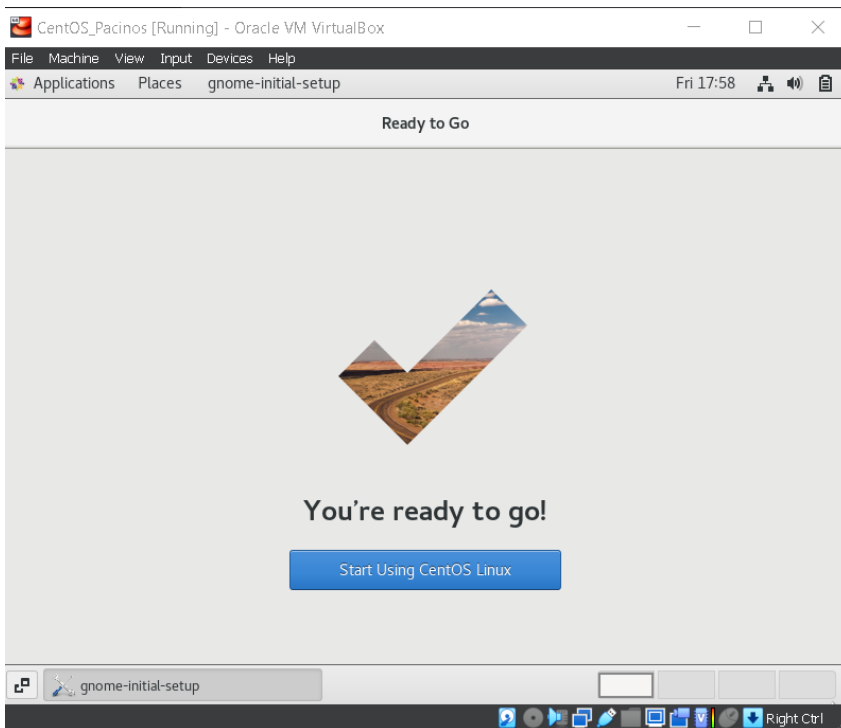 CentOS_Pacinos [Running] - Oracle VM VirtualBox
File Machine View Input Devices Help
Applications Places gnome-initial-setup Fri 17:58
Ready to Go
You're ready to go!
Start Using CentOS Linux
gnome-initial-setup
Right Ctrl